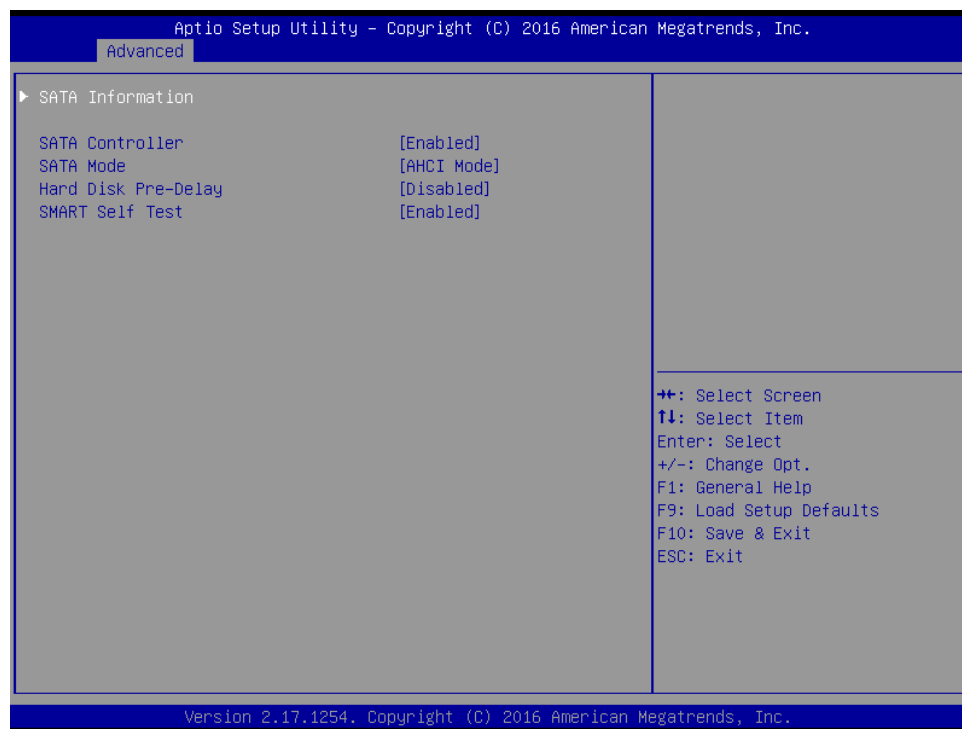 Aptio Setup Utility – Copyright (C) 2016 American Megatrends, Inc.
Advanced
▶ SATA Information
SATA Controller [Enabled]
SATA Mode [AHCI Mode]
Hard Disk Pre-Delay [Disabled]
SMART Self Test [Enabled]
→←: Select Screen
↑↓: Select Item
Enter: Select
+/-: Change Opt.
F1: General Help
F9: Load Setup Defaults
F10: Save & Exit
ESC: Exit
Version 2.17.1254. Copyright (C) 2016 American Megatrends, Inc.